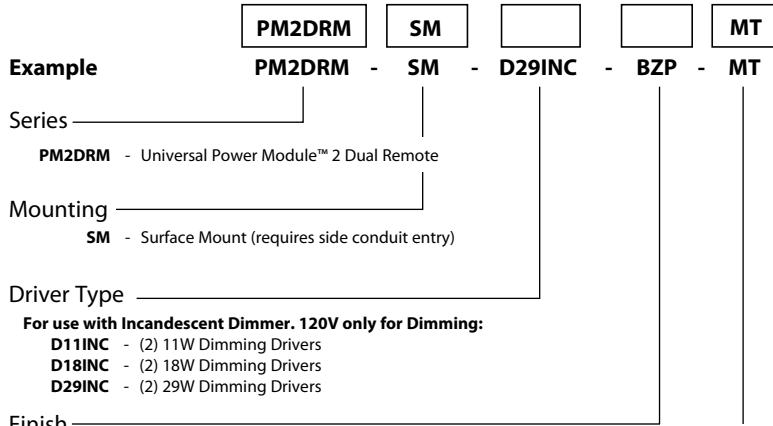 PM2DRM SM MT
Example PM2DRM - SM - D29INC - BZP - MT
Series
PM2DRM - Universal Power Module™ 2 Dual Remote
Mounting
SM - Surface Mount (requires side conduit entry)
Driver Type
For use with Incandescent Dimmer. 120V only for Dimming:
D11INC - (2) 11W Dimming Drivers
D18INC - (2) 18W Dimming Drivers
D29INC - (2) 29W Dimming Drivers
Finish